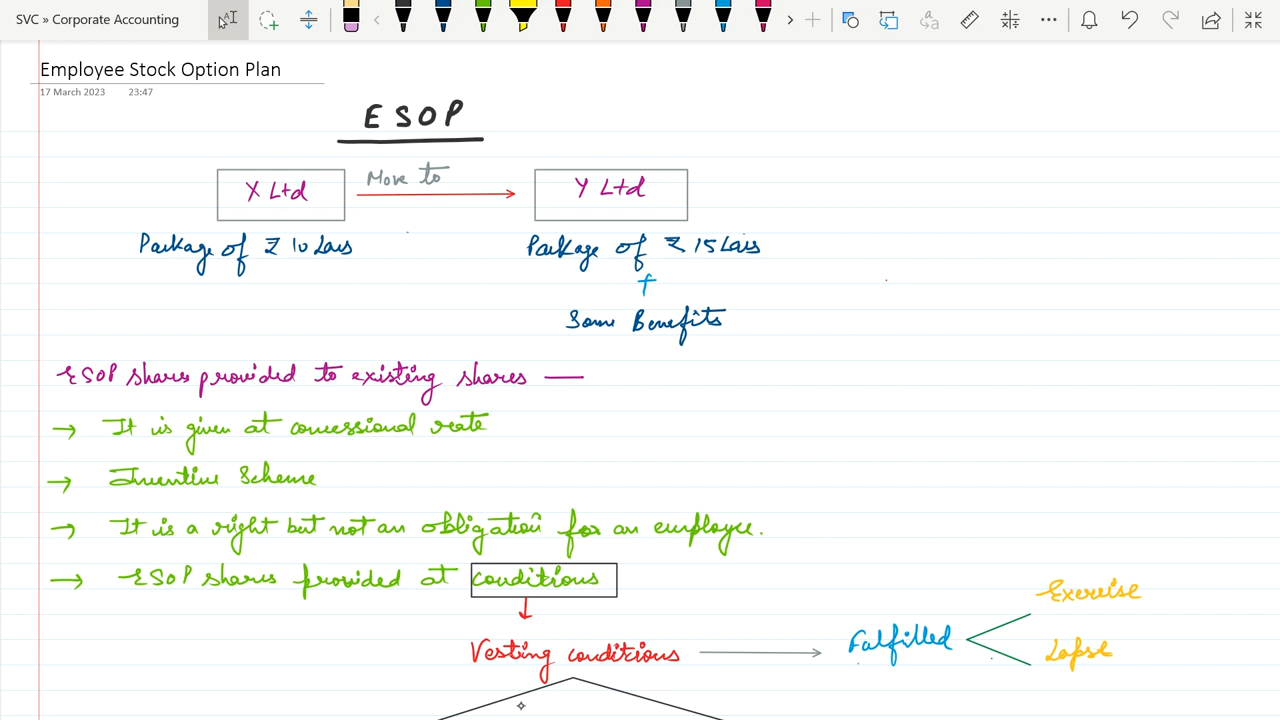 SVC » Corporate Accounting
Employee Stock Option Plan
17 March 2023 23:47
ESOP
X Ltd Move to Y Ltd
Package of ₹ 10 Lacs Package of ₹ 15 Lacs
+
Some Benefits
ESOP shares provided to existing shares —
→ It is given at concessional rate
→ Incentive Scheme
→ It is a right but not an obligation for an employee.
→ ESOP shares provided at conditions
Exercise
Vesting conditions Fulfilled
Lapse